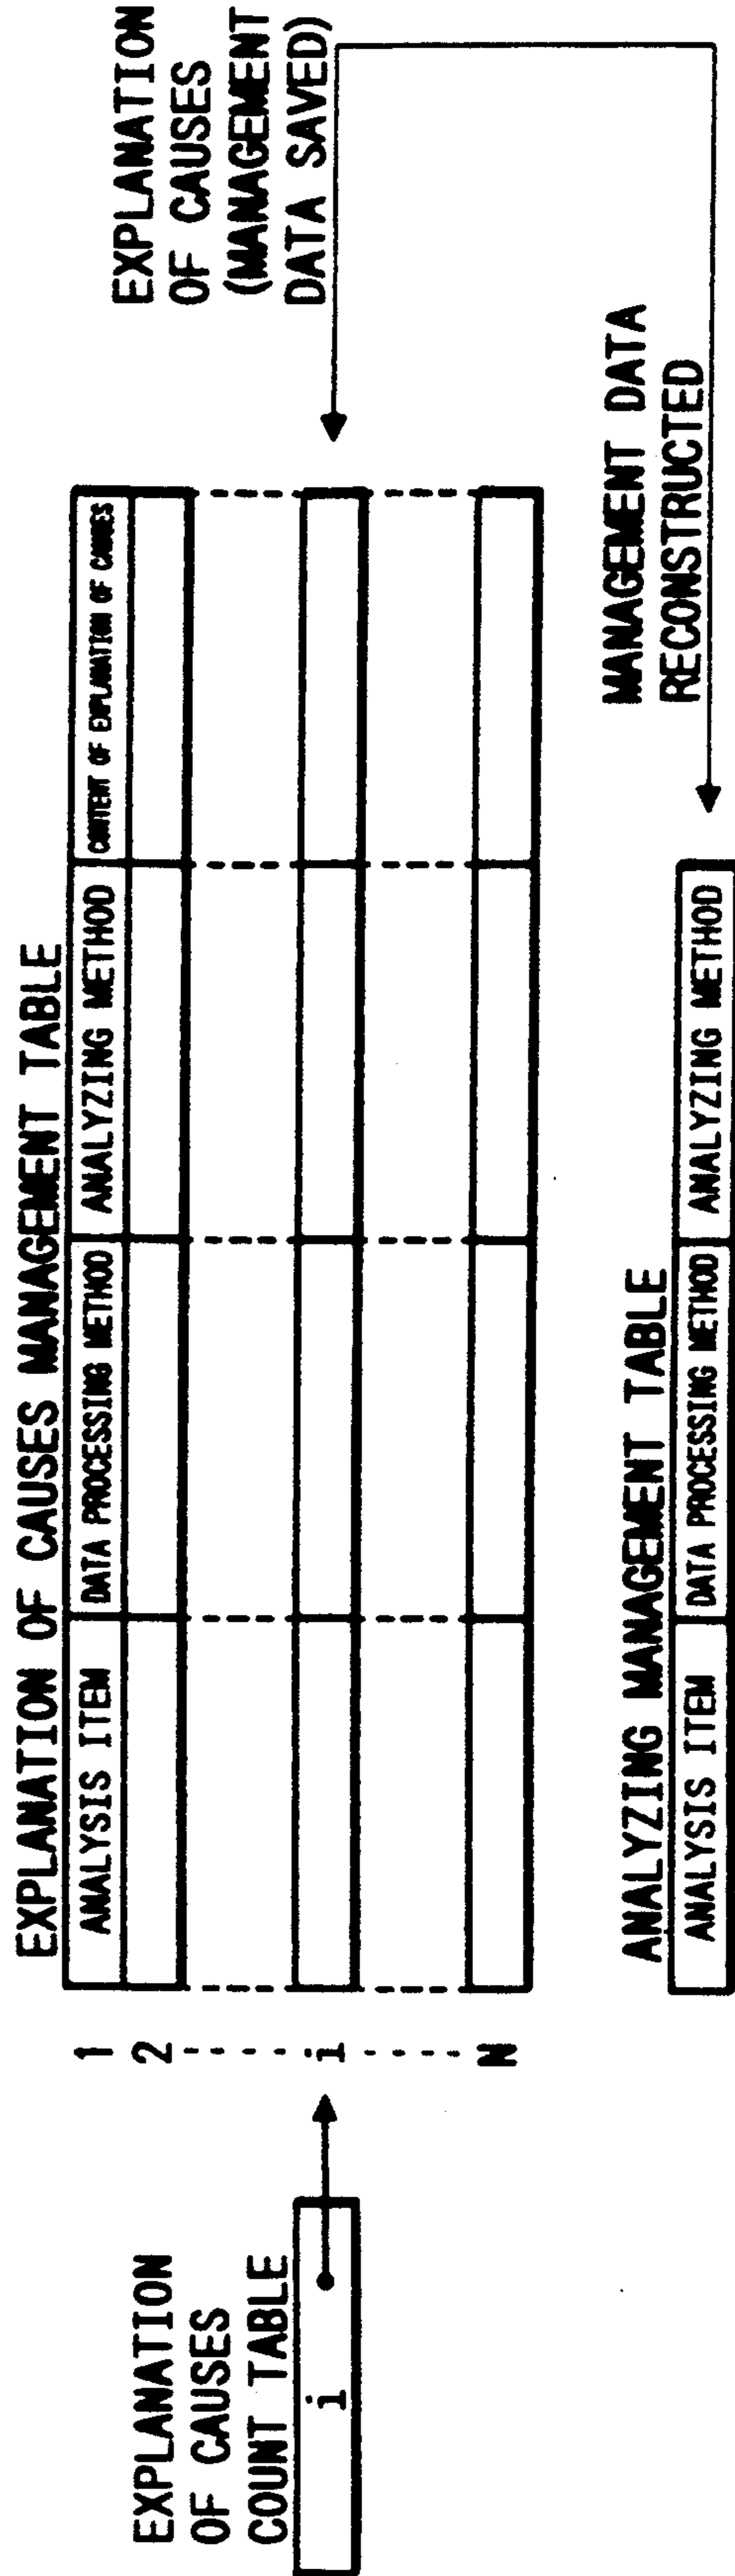 EXPLANATION OF CAUSES MANAGEMENT TABLE
EXPLANATION
OF CAUSES
COUNT TABLE
i
1
2
i
N
ANALYSIS ITEM
DATA PROCESSING METHOD
ANALYZING METHOD
CONTENT OF EXPLANATION OF CAUSES
EXPLANATION
OF CAUSES
(MANAGEMENT
DATA SAVED)
MANAGEMENT DATA
RECONSTRUCTED
ANALYZING MANAGEMENT TABLE
ANALYSIS ITEM
DATA PROCESSING METHOD
ANALYZING METHOD